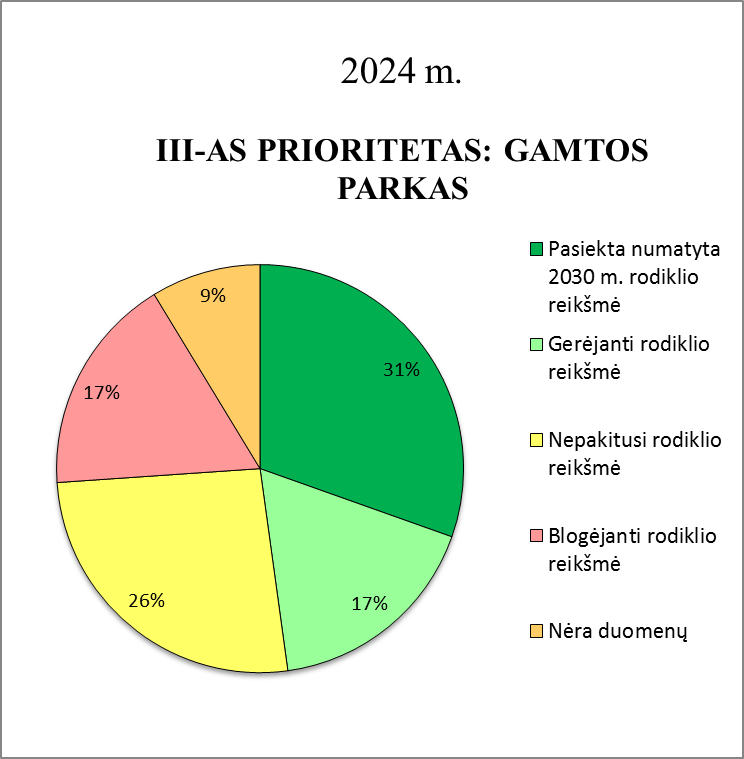 2024 m.
III-AS PRIORITETAS: GAMTOS
PARKAS
Pasiekta numatyta
2030 m. rodiklio
reikšmė
Gerėjanti rodiklio
reikšmė
Nepakitusi rodiklio
reikšmė
Blogėjanti rodiklio
reikšmė
Nėra duomenų
9%
31%
17%
17%
26%